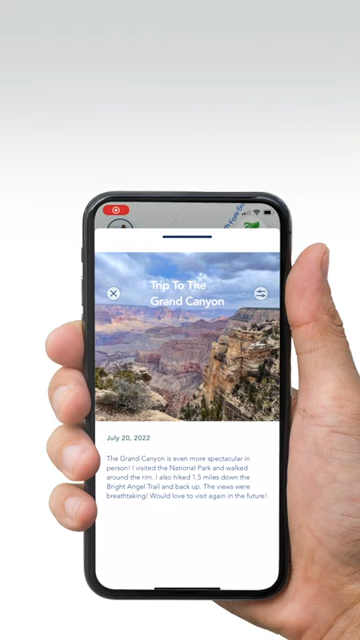 Trip To The
Grand Canyon
July 20, 2022
The Grand Canyon is even more spectacular in
person! I visited the National Park and walked
around the rim. I also hiked 1.5 miles down the
Bright Angel Trail and back up. The views were
breathtaking! Would love to visit again in the future!